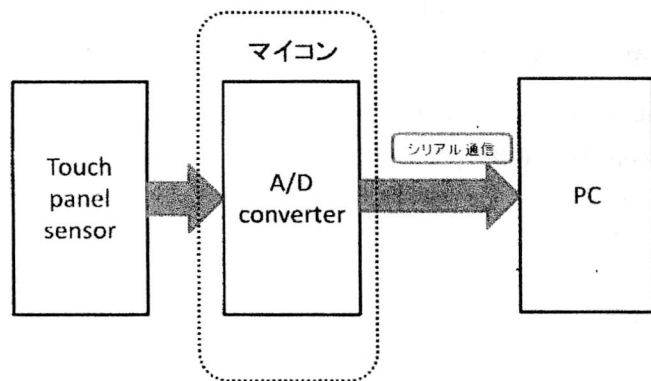 マイコン
Touch
panel
sensor
A/D
converter
シリアル通信
PC